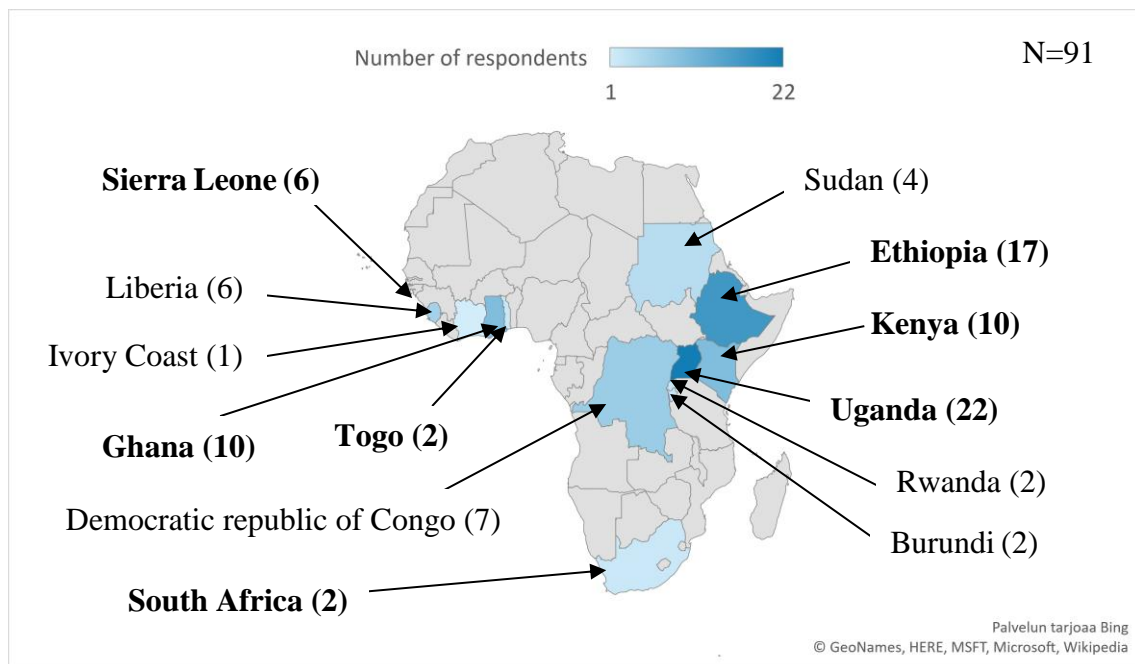 Number of respondents
1
22
N=91
Sierra Leone (6)
Sudan (4)
Ethiopia (17)
Liberia (6)
Kenya (10)
Ivory Coast (1)
Uganda (22)
Ghana (10)
Togo (2)
Rwanda (2)
Democratic republic of Congo (7)
Burundi (2)
South Africa (2)
Palvelun tarjoaa Bing
© GeoNames, HERE, MSFT, Microsoft, Wikipedia